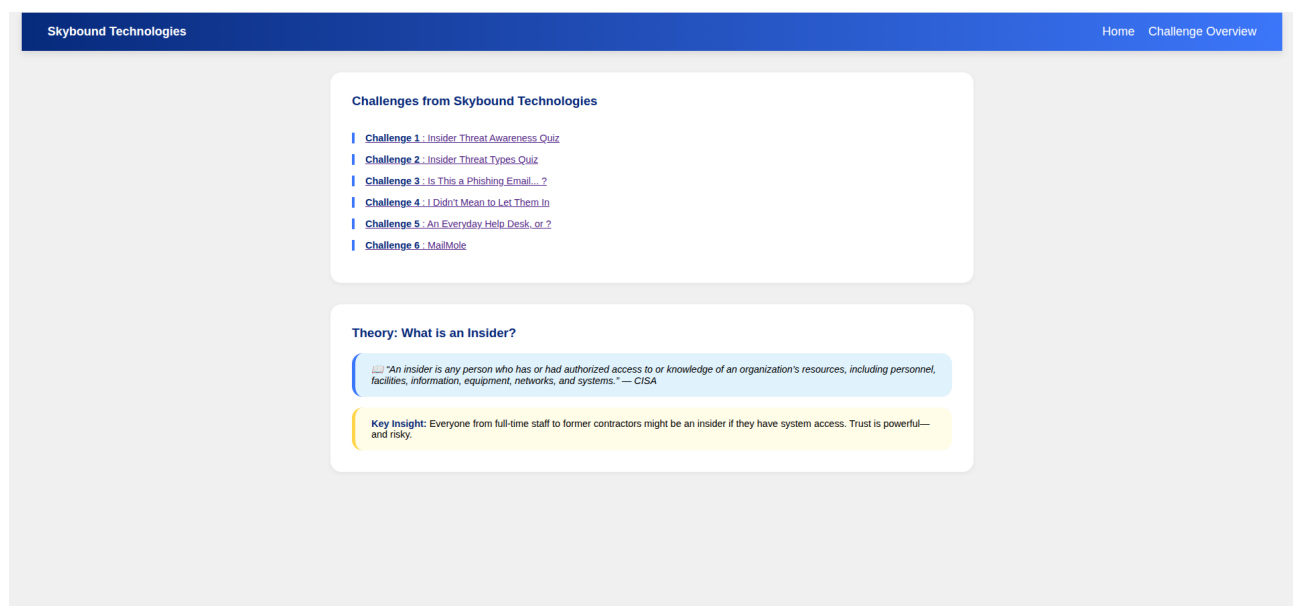 Skybound Technologies
Home Challenge Overview
Challenges from Skybound Technologies
Challenge 1 : Insider Threat Awareness Quiz
Challenge 2 : Insider Threat Types Quiz
Challenge 3 : Is This a Phishing Email... ?
Challenge 4 : I Didn't Mean to Let Them In
Challenge 5 : An Everyday Help Desk, or ?
Challenge 6 : MailMole
Theory: What is an Insider?
📖 "An insider is any person who has or had authorized access to or knowledge of an organization's resources, including personnel,
facilities, information, equipment, networks, and systems." — CISA
Key Insight: Everyone from full-time staff to former contractors might be an insider if they have system access. Trust is powerful—
and risky.